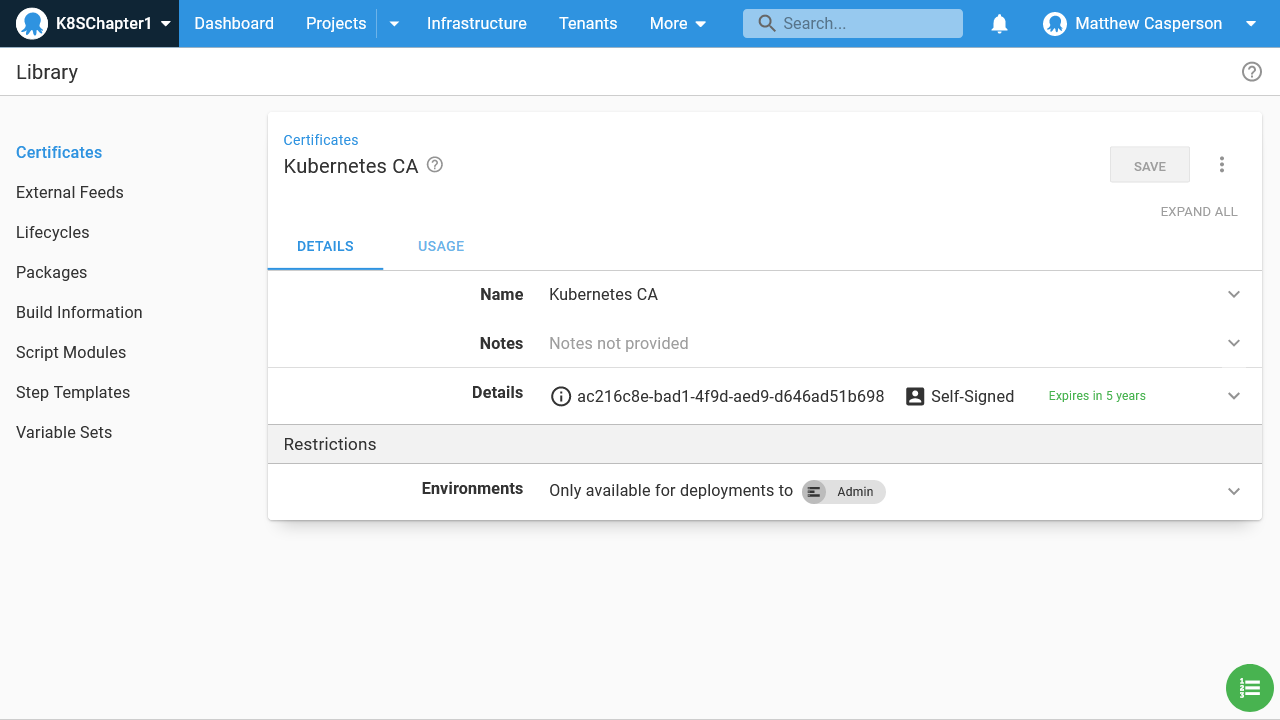 K8SChapter1 Dashboard Projects Infrastructure Tenants More Search... Matthew Casperson
Library
Certificates
External Feeds
Lifecycles
Packages
Build Information
Script Modules
Step Templates
Variable Sets
Certificates
Kubernetes CA
SAVE
EXPAND ALL
DETAILS USAGE
Name Kubernetes CA
Notes Notes not provided
Details ac216c8e-bad1-4f9d-aed9-d646ad51b698 Self-Signed Expires in 5 years
Restrictions
Environments Only available for deployments to Admin